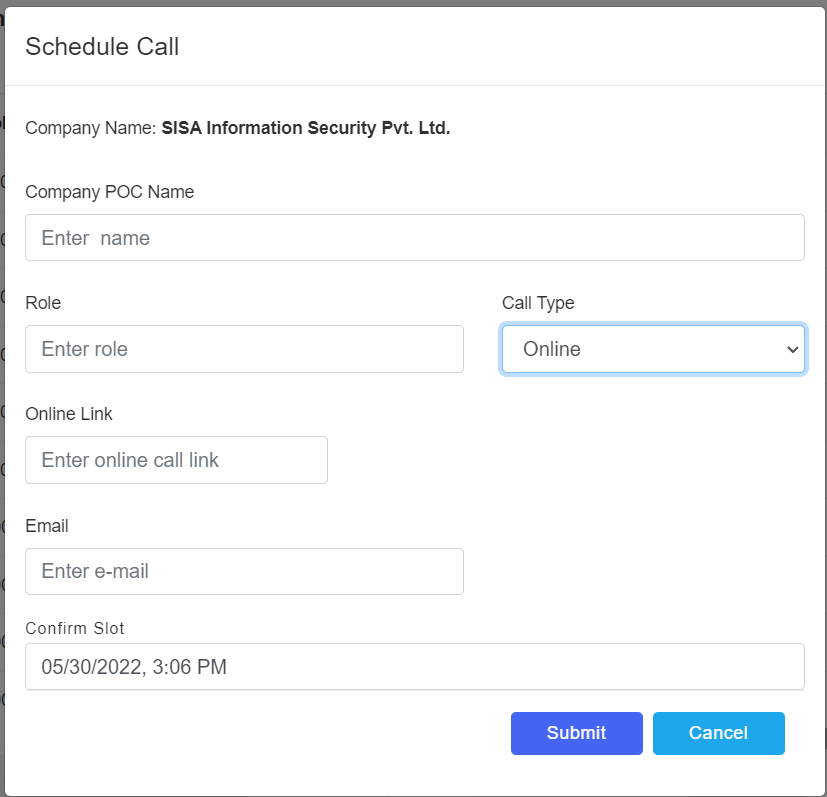 Schedule Call
Company Name: SISA Information Security Pvt. Ltd.
Company POC Name
Enter  name
Role
Call Type
Enter role
Online
Online Link
Enter online call link
Email
Enter e-mail
Confirm Slot
05/30/2022, 3:06 PM
Submit
Cancel